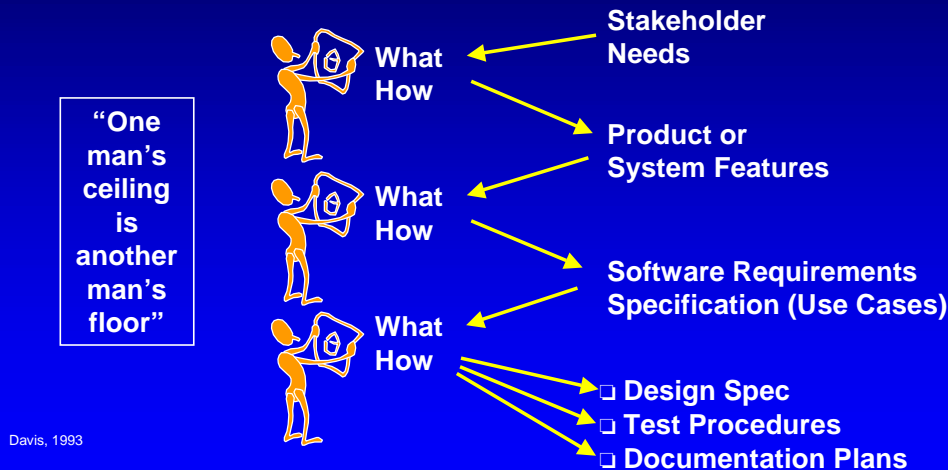 “One
man’s
ceiling
is
another
man’s
floor”
Davis, 1993
Stakeholder
Needs
What
How
Product or
System Features
What
How
Software Requirements
Specification (Use Cases)
What
How
❏ Design Spec
❏ Test Procedures
❏ Documentation Plans